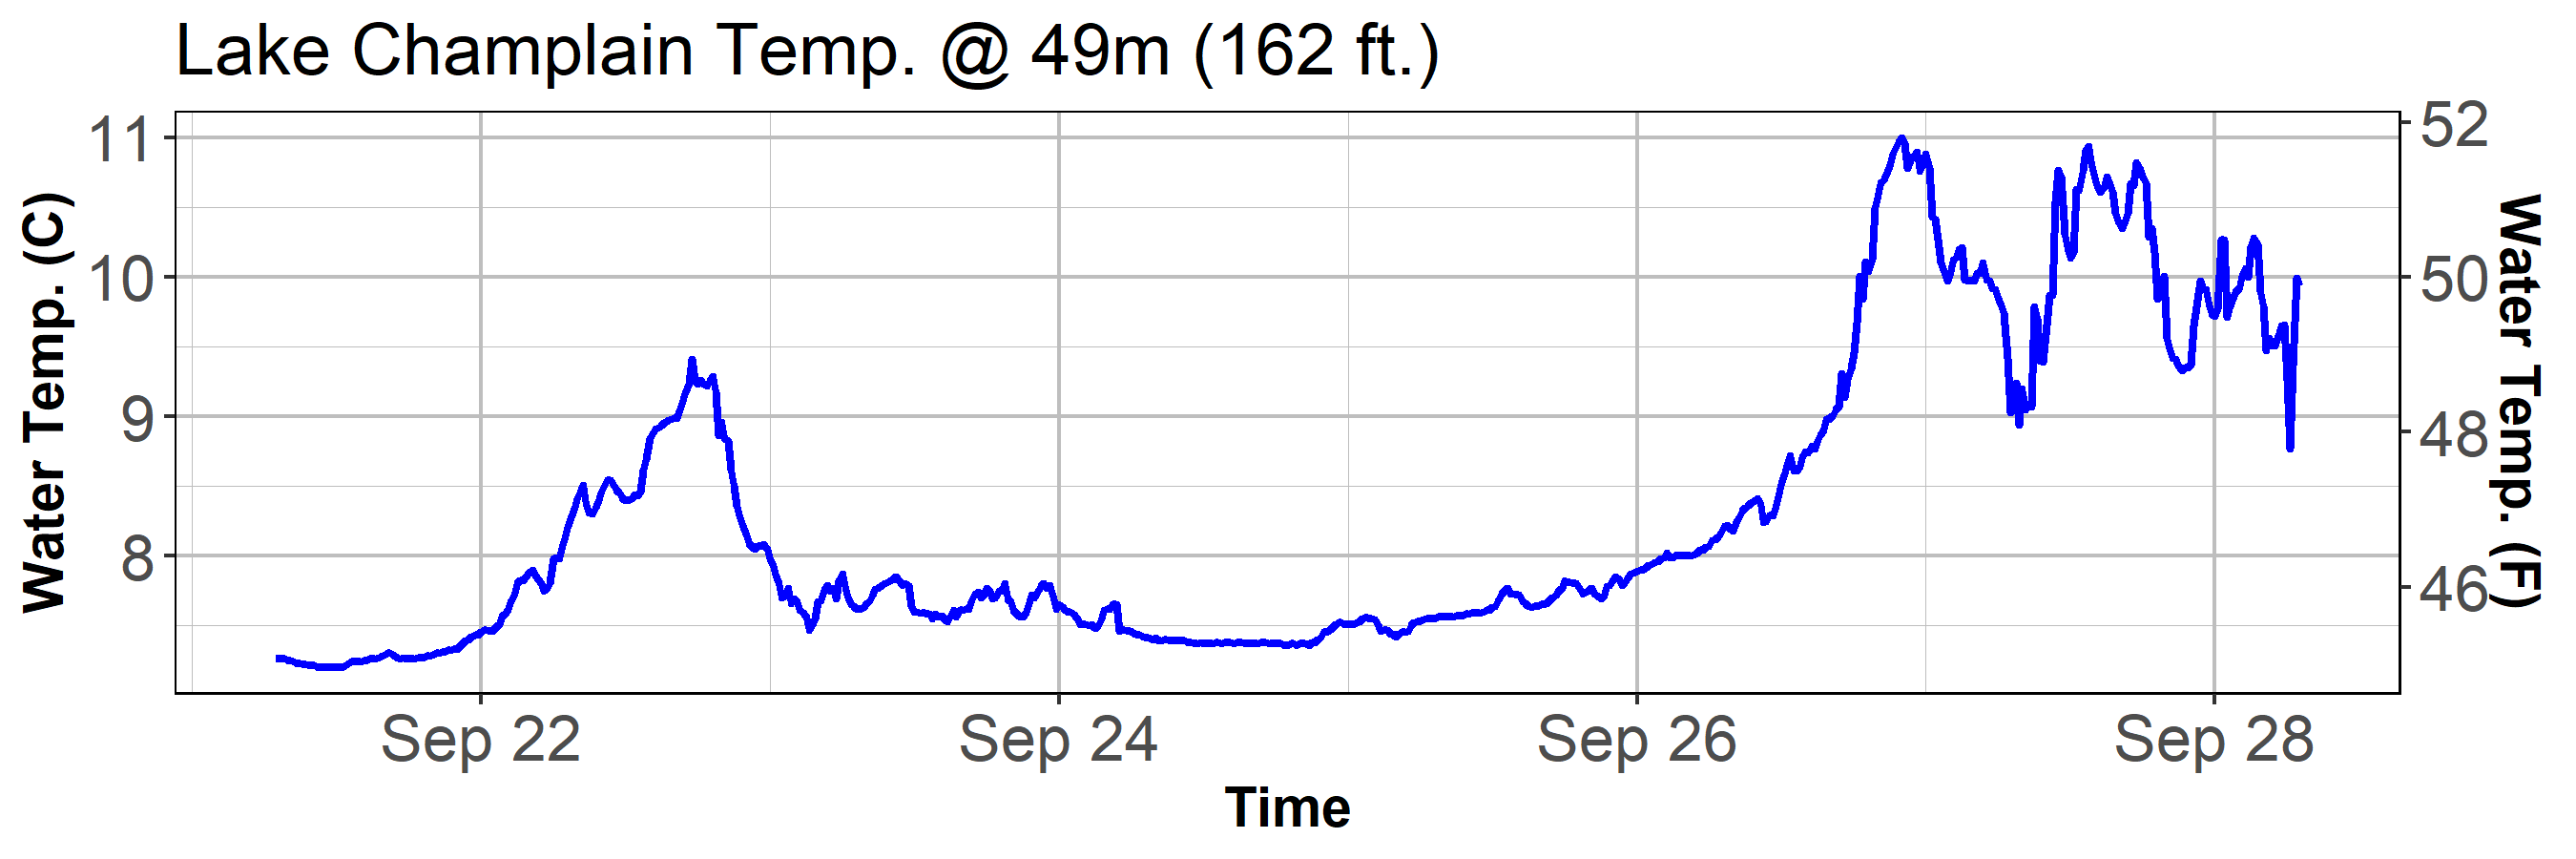 Lake Champlain Temp. @ 49m (162 ft.)
Water Temp. (C)
11
10
9
8
52
50
48
46
Water Temp. (F)
Sep 22 Sep 24 Sep 26 Sep 28
Time